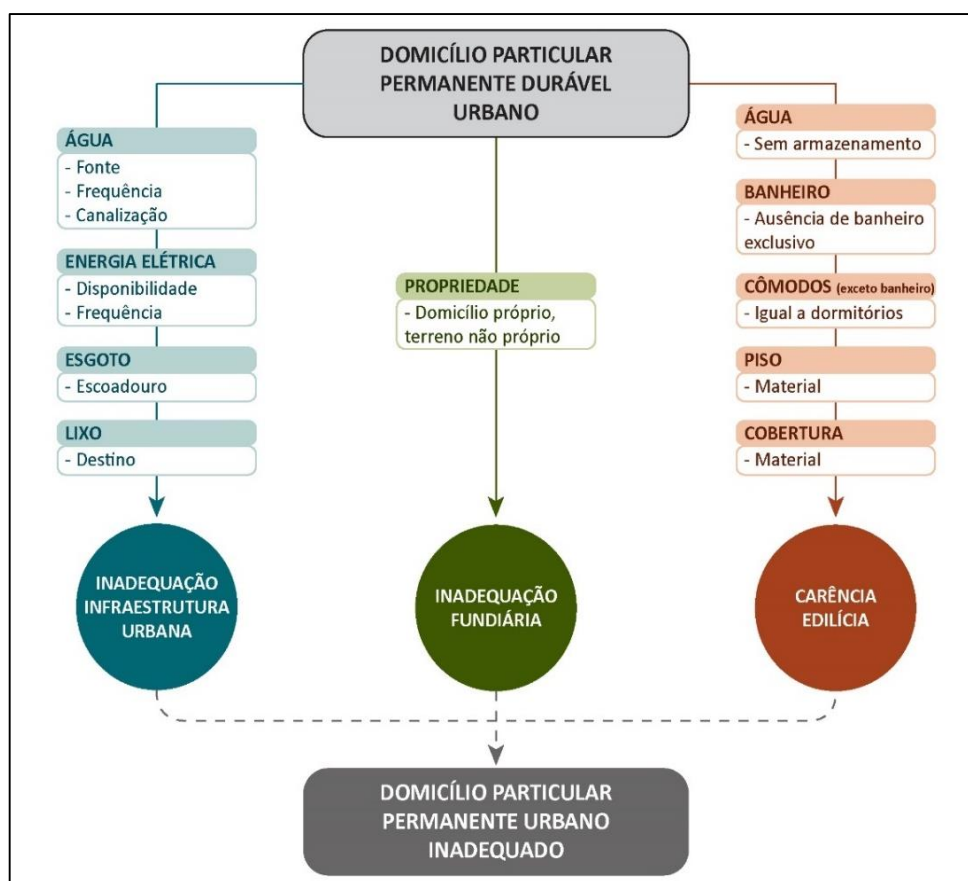 DOMICÍLIO PARTICULAR
PERMANENTE DURÁVEL
URBANO
ÁGUA
- Fonte
- Frequência
- Canalização
ENERGIA ELÉTRICA
- Disponibilidade
- Frequência
ESGOTO
- Escoadouro
LIXO
- Destino
INADEQUAÇÃO
INFRAESTRUTURA
URBANA
PROPRIEDADE
- Domicílio próprio,
terreno não próprio
INADEQUAÇÃO
FUNDIÁRIA
ÁGUA
- Sem armazenamento
BANHEIRO
- Ausência de banheiro
exclusivo
CÔMODOS (exceto banheiro)
- Igual a dormitórios
PISO
- Material
COBERTURA
- Material
CARÊNCIA
EDILÍCIA
DOMICÍLIO PARTICULAR
PERMANENTE URBANO
INADEQUADO